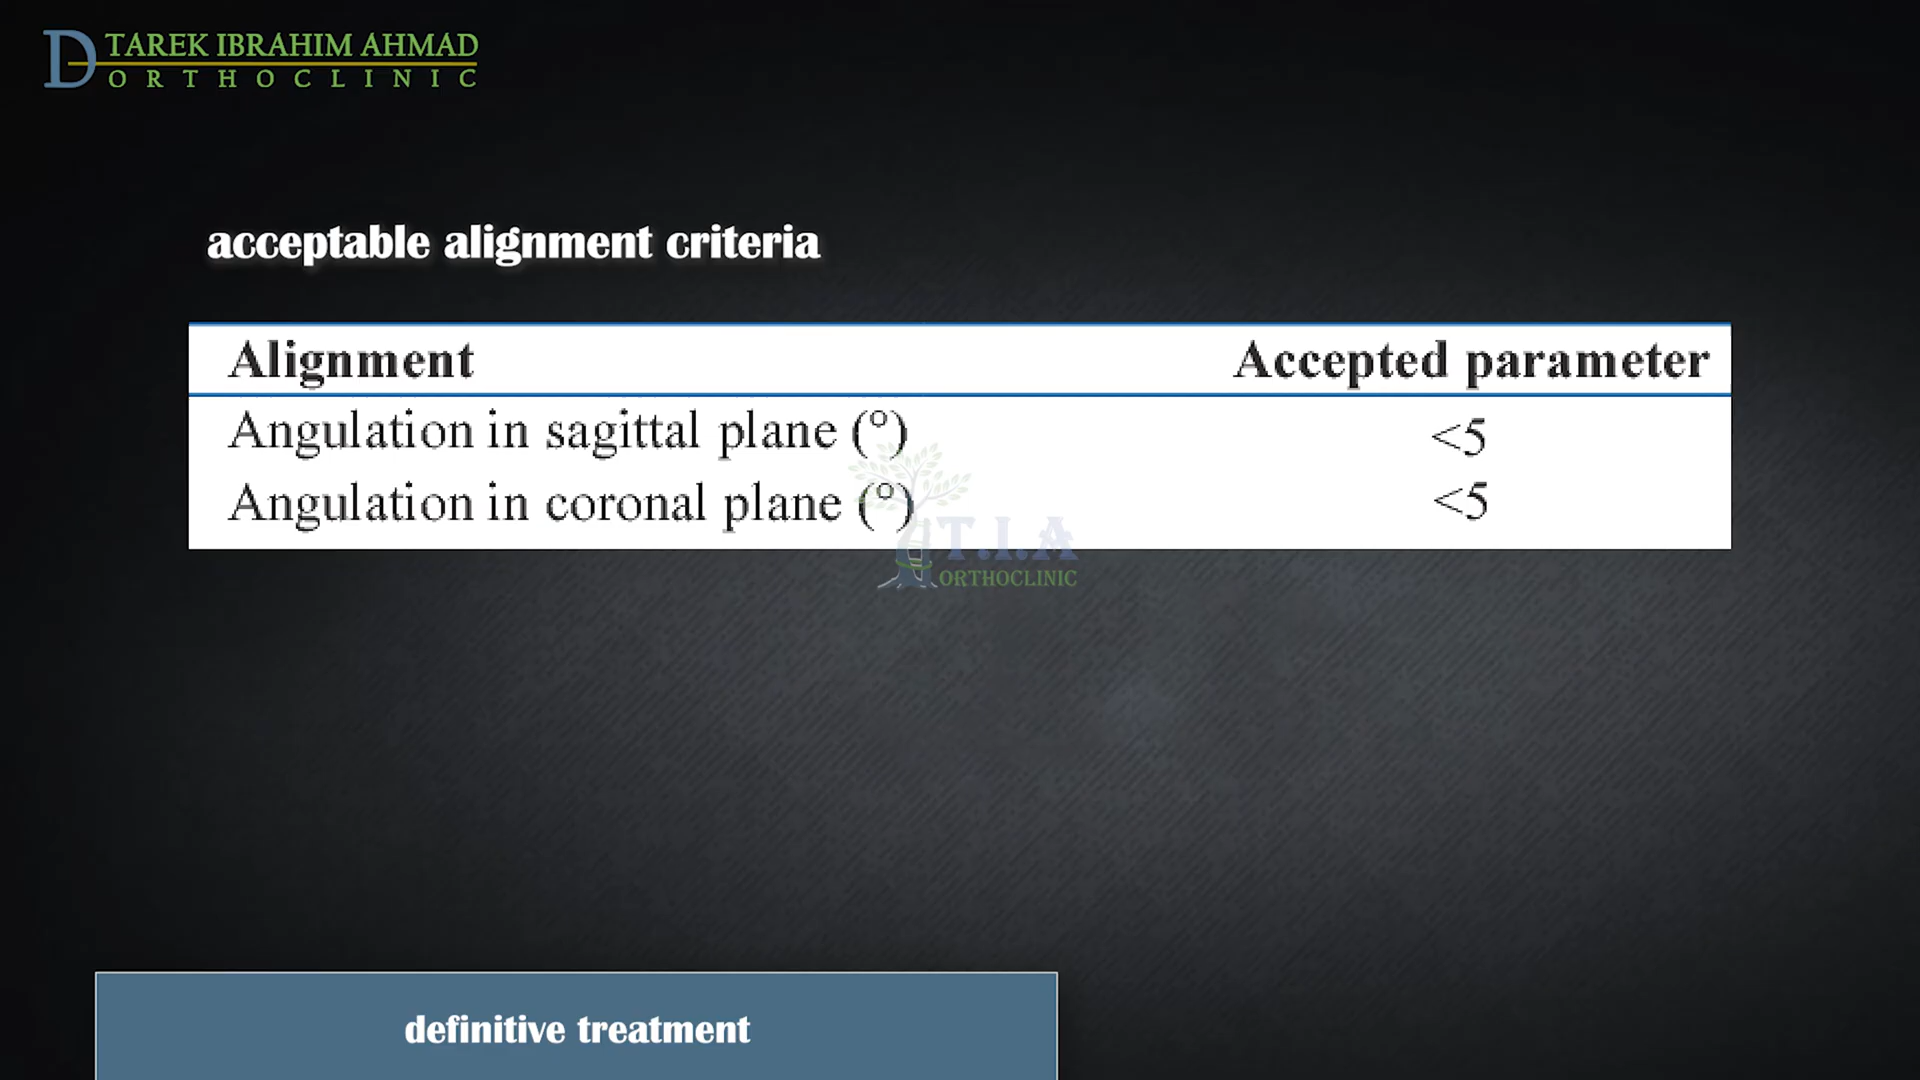 D TAREK IBRAHIM AHMAD
ORTHOCLINIC
acceptable alignment criteria
Alignment Accepted parameter
Angulation in sagittal plane (°) <5
Angulation in coronal plane (°) <5
T.I.A
ORTHOCLINIC
definitive treatment